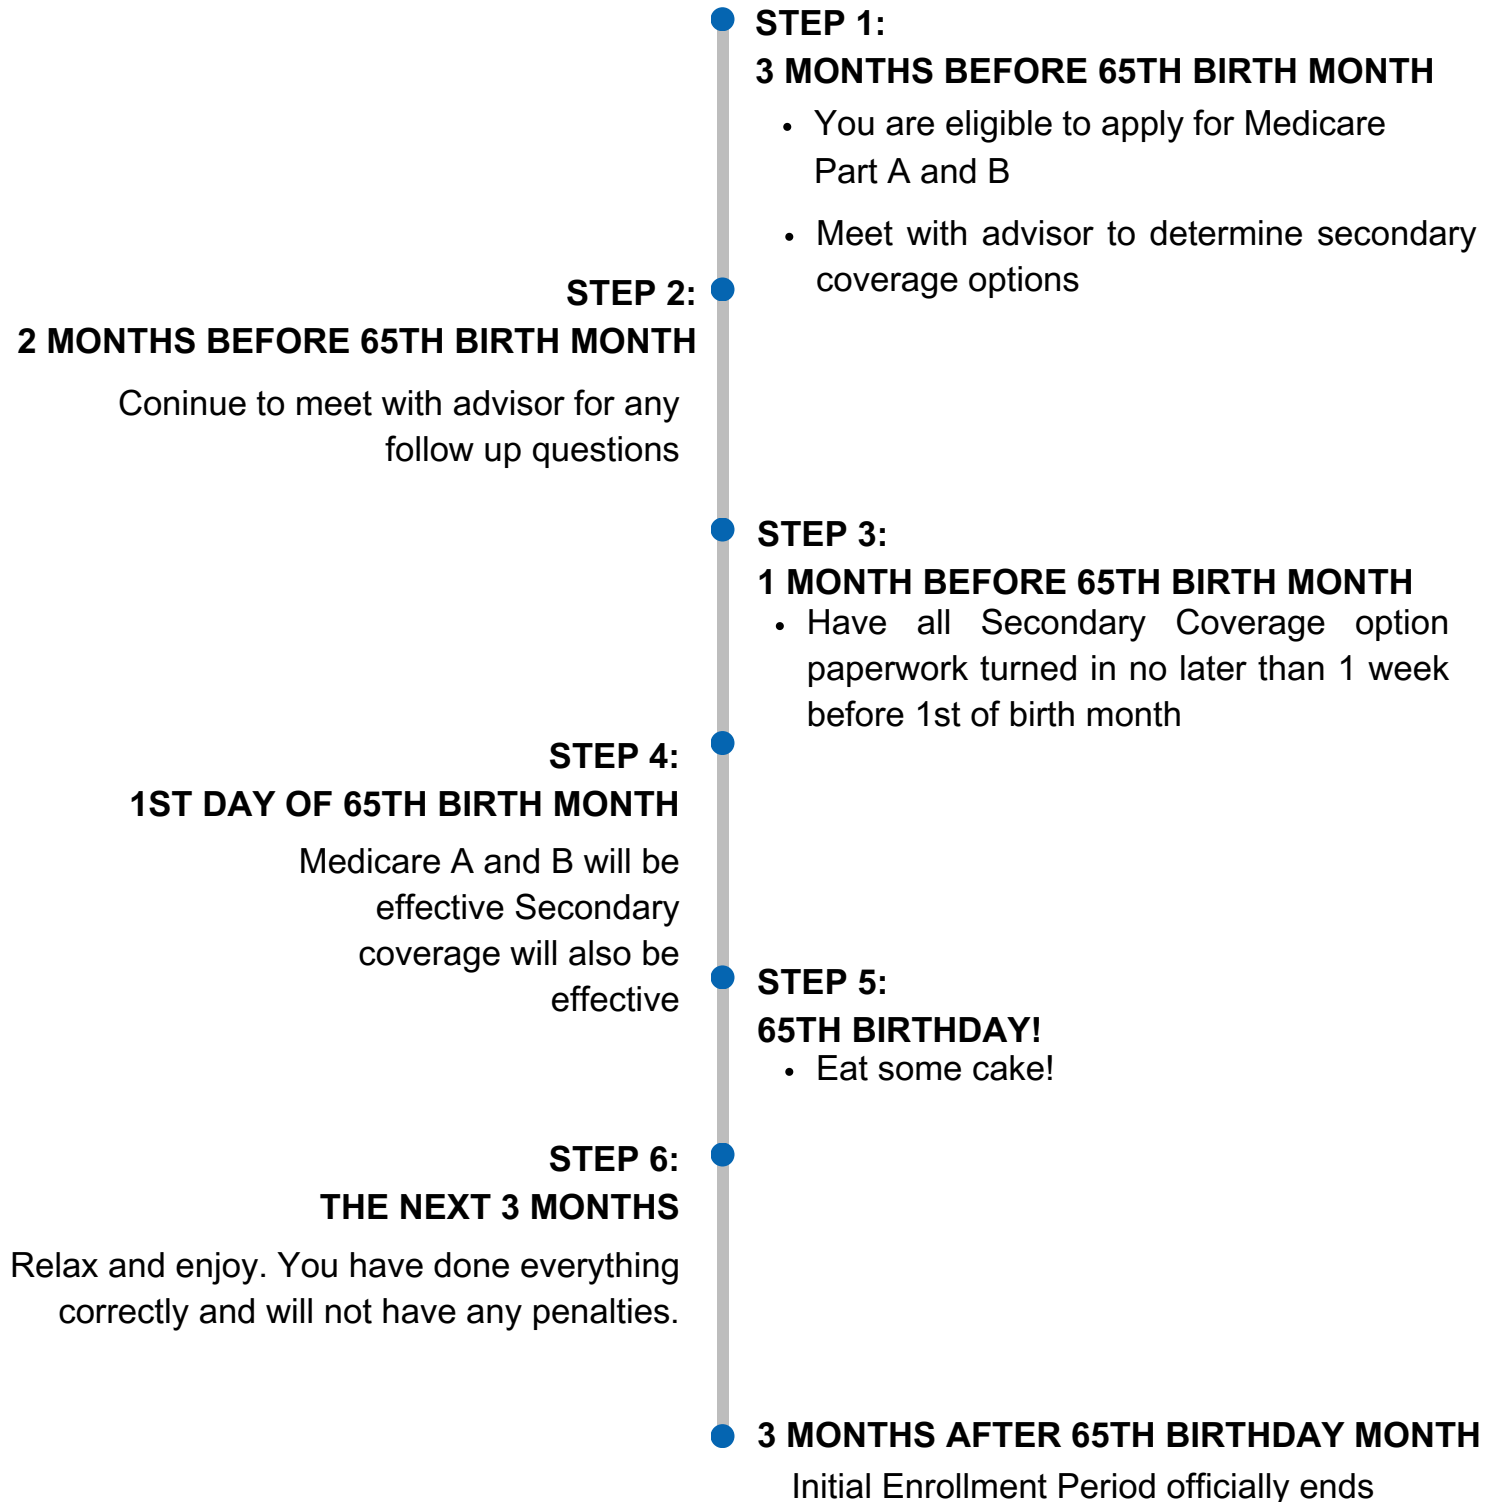 STEP 1:
3 MONTHS BEFORE 65TH BIRTH MONTH
• You are eligible to apply for Medicare
Part A and B
• Meet with advisor to determine secondary
coverage options
STEP 2:
2 MONTHS BEFORE 65TH BIRTH MONTH
Coninue to meet with advisor for any
follow up questions
STEP 3:
1 MONTH BEFORE 65TH BIRTH MONTH
• Have all Secondary Coverage option
paperwork turned in no later than 1 week
before 1st of birth month
STEP 4:
1ST DAY OF 65TH BIRTH MONTH
Medicare A and B will be
effective Secondary
coverage will also be
effective
STEP 5:
65TH BIRTHDAY!
• Eat some cake!
STEP 6:
THE NEXT 3 MONTHS
Relax and enjoy. You have done everything
correctly and will not have any penalties.
3 MONTHS AFTER 65TH BIRTHDAY MONTH
Initial Enrollment Period officially ends